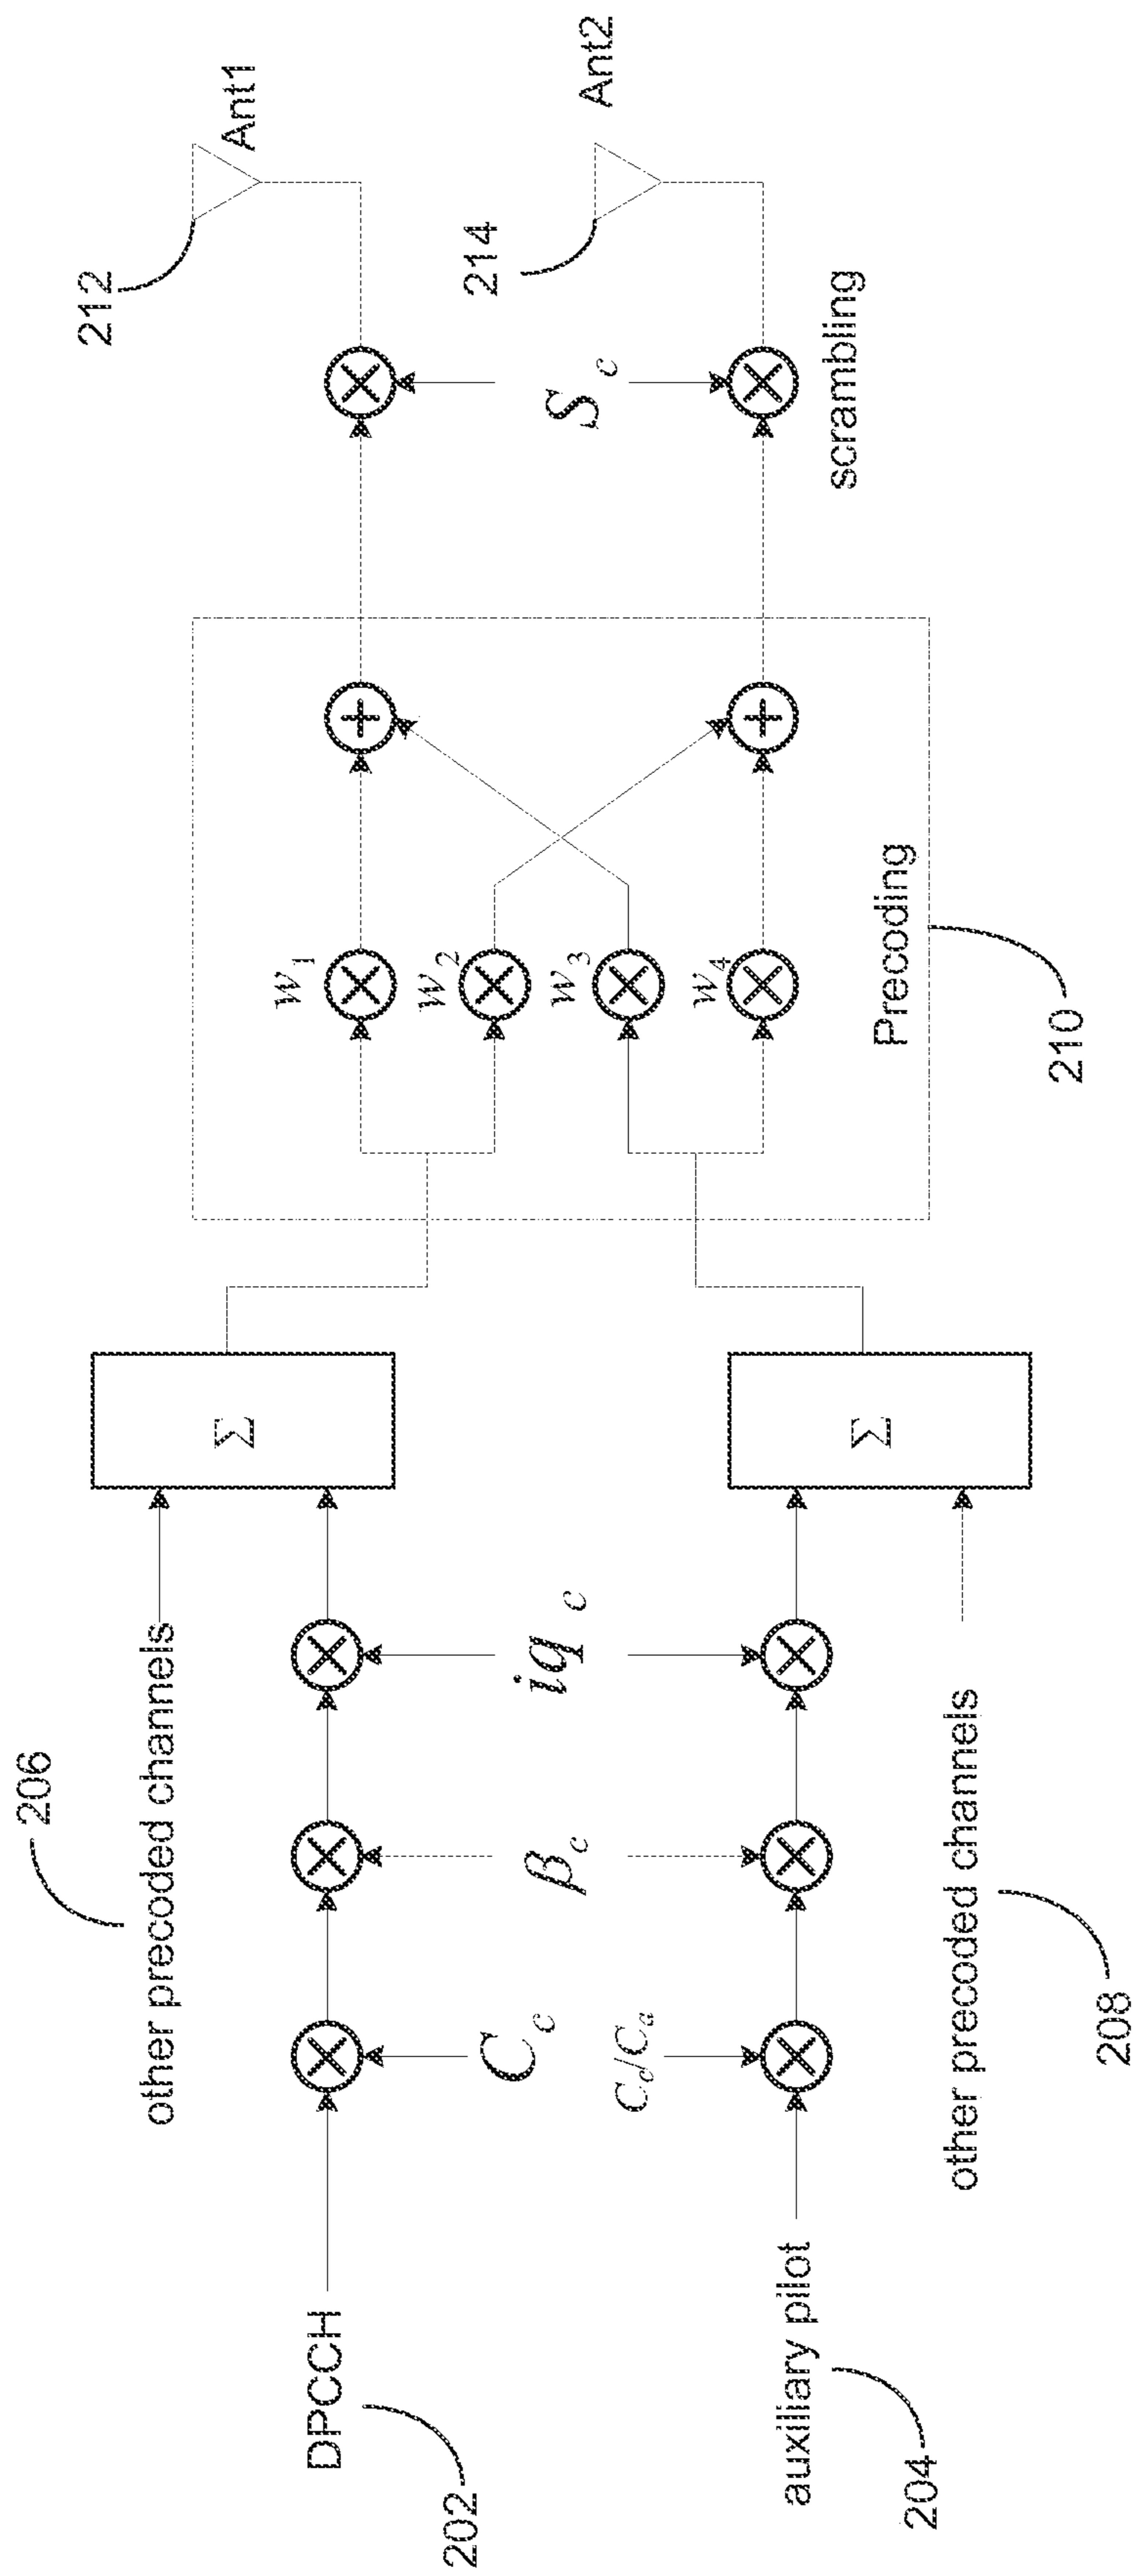 206
other precoded channels
DPCCH
202
C_c
β_c
iq_c
Σ
w_1
w_2
w_3
w_4
Precoding
210
S_c
scrambling
212
Ant1
214
Ant2
C_c/C_a
auxiliary pilot
204
Σ
other precoded channels
208